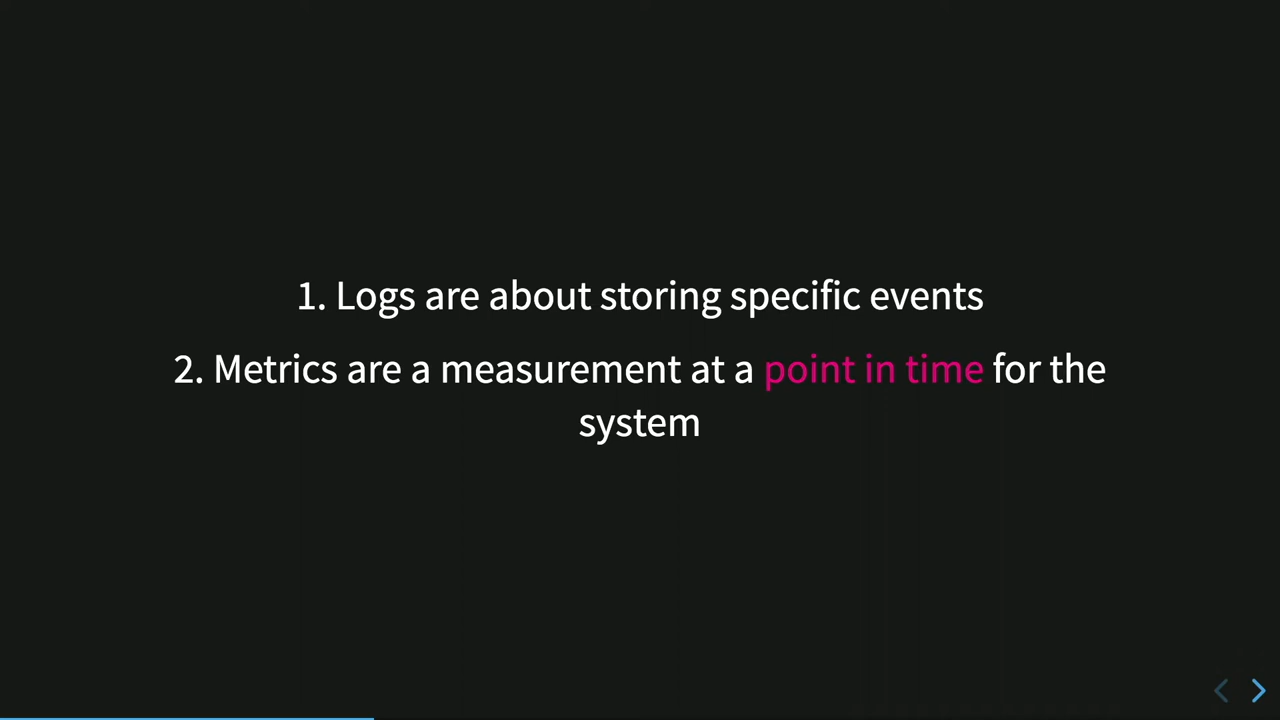 1. Logs are about storing specific events
2. Metrics are a measurement at a point in time for the
system